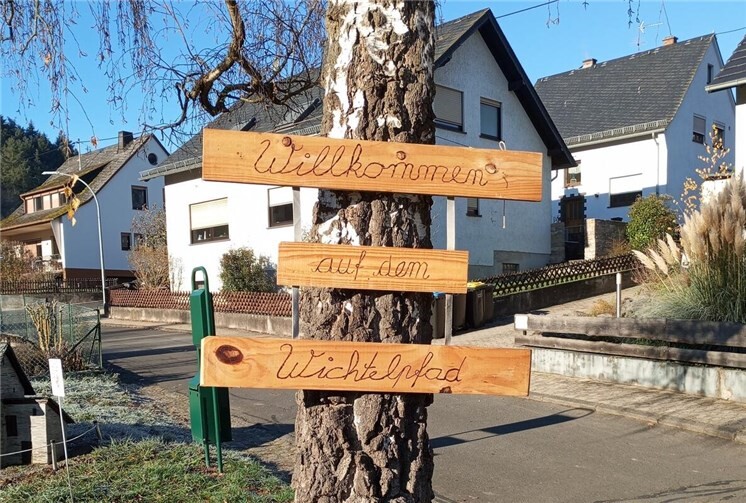 Willkommen
auf dem
Wichtelpfad